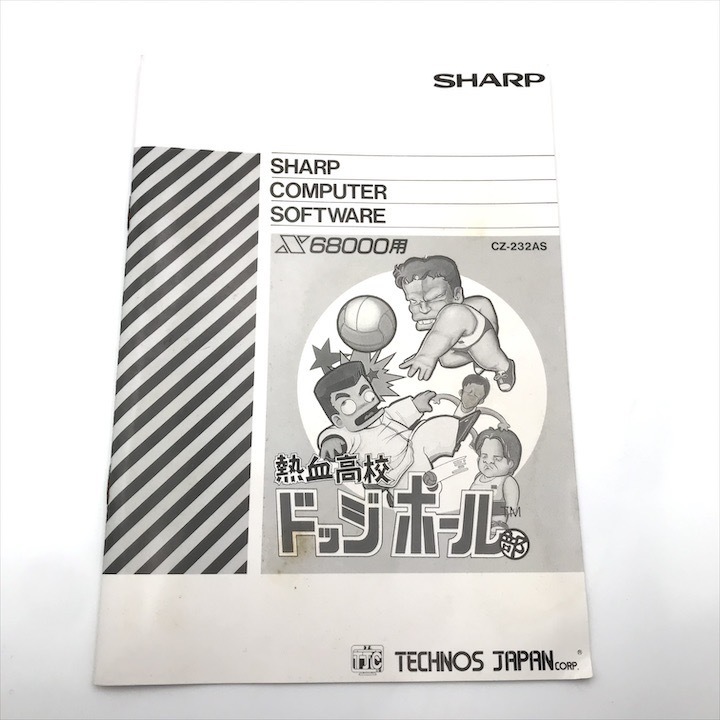 SHARP
SHARP
COMPUTER
SOFTWARE
X68000用
CZ-232AS
熱血高校
ドッジボール部
TM
TJC
TECHNOS JAPAN CORP.
®